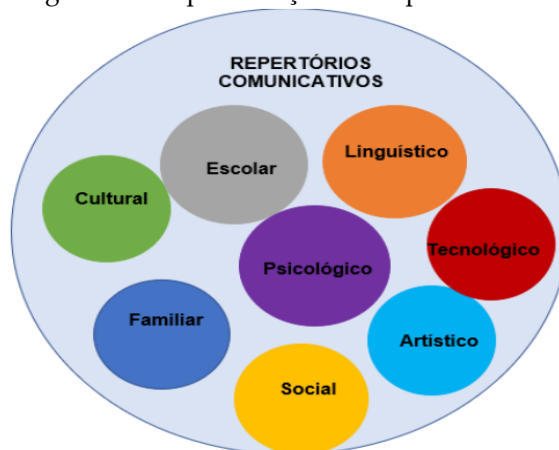 REPERTÓRIOS
COMUNICATIVOS
Escolar
Linguístico
Cultural
Tecnológico
Psicológico
Familiar
Artístico
Social